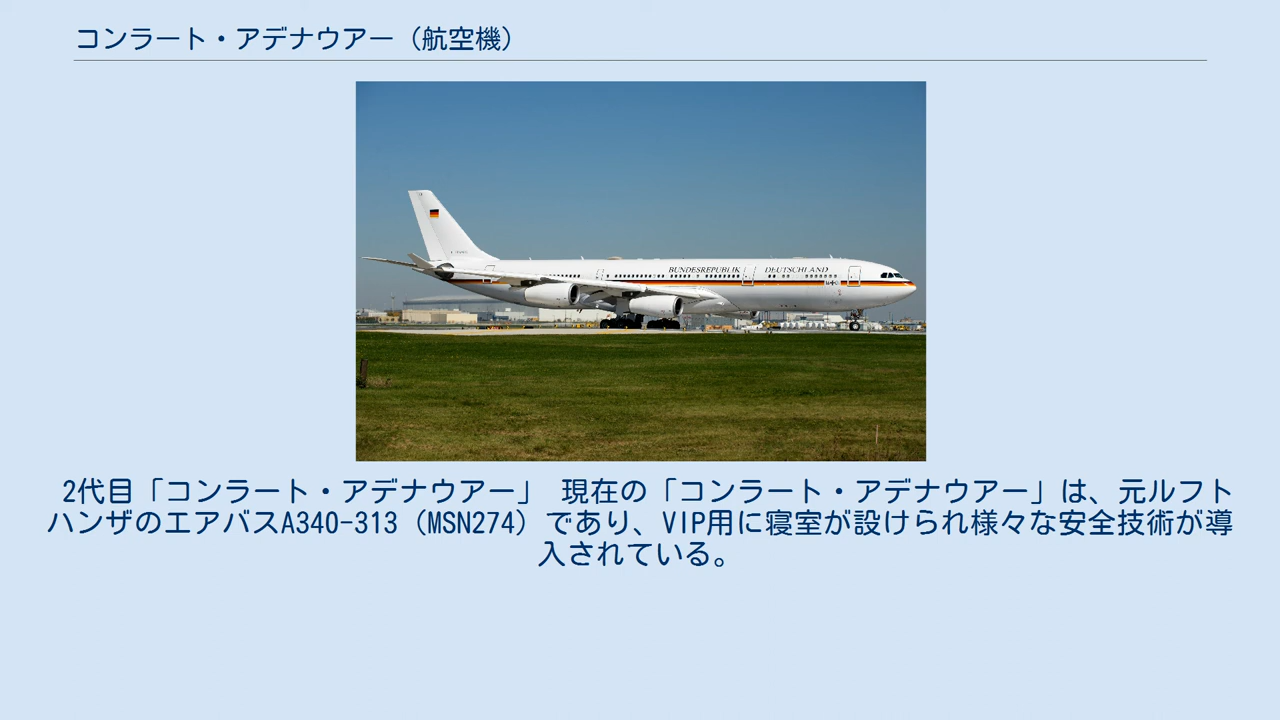 コンラート・アデナウアー（航空機）
BUNDESREPUBLIK DEUTSCHLAND
2代目「コンラート・アデナウアー」 現在の「コンラート・アデナウアー」は、元ルフト
ハンザのエアバスA340-313（MSN274）であり、VIP用に寝室が設けられ様々な安全技術が導
入されている。